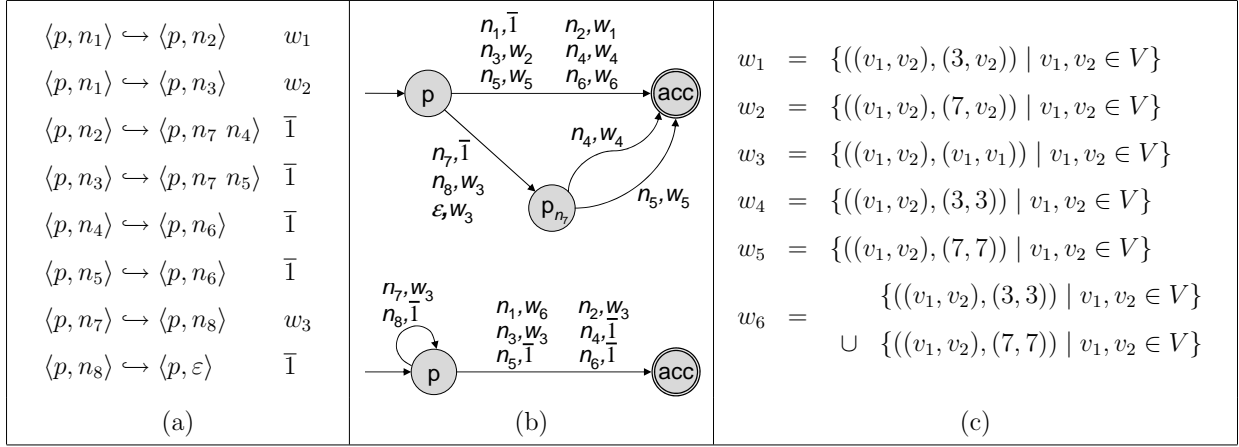 ⟨p, n₁⟩ ↪ ⟨p, n₂⟩ w₁
⟨p, n₁⟩ ↪ ⟨p, n₃⟩ w₂
⟨p, n₂⟩ ↪ ⟨p, n₇ n₄⟩ 1̅
⟨p, n₃⟩ ↪ ⟨p, n₇ n₅⟩ 1̅
⟨p, n₄⟩ ↪ ⟨p, n₆⟩ 1̅
⟨p, n₅⟩ ↪ ⟨p, n₆⟩ 1̅
⟨p, n₇⟩ ↪ ⟨p, n₈⟩ w₃
⟨p, n₈⟩ ↪ ⟨p, ε⟩ 1̅
(a)
n₁,1̅ n₂,w₁
n₃,w₂ n₄,w₄
n₅,w₅ n₆,w₆
p
acc
n₇,1̅
n₈,w₃
ε,w₃
n₄,w₄
pₙ₇
n₅,w₅
n₇,w₃
n₈,1̅
n₁,w₆ n₂,w₃
n₃,w₃ n₄,1̅
n₅,1̅ n₆,1̅
p
acc
(b)
w₁ = {((v₁, v₂), (3, v₂)) | v₁, v₂ ∈ V}
w₂ = {((v₁, v₂), (7, v₂)) | v₁, v₂ ∈ V}
w₃ = {((v₁, v₂), (v₁, v₁)) | v₁, v₂ ∈ V}
w₄ = {((v₁, v₂), (3, 3)) | v₁, v₂ ∈ V}
w₅ = {((v₁, v₂), (7, 7)) | v₁, v₂ ∈ V}
w₆ = {((v₁, v₂), (3, 3)) | v₁, v₂ ∈ V}
∪ {((v₁, v₂), (7, 7)) | v₁, v₂ ∈ V}
(c)